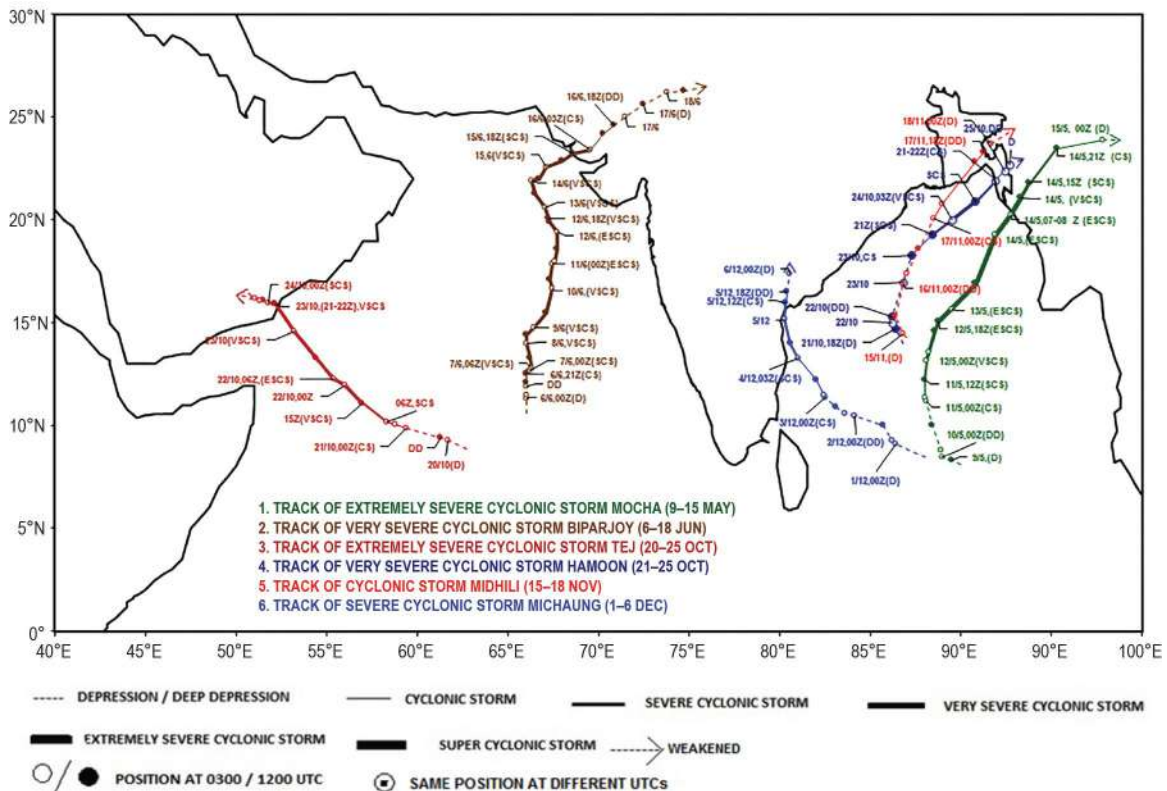 30°N
25°N
20°N
15°N
10°N
5°N
0°
40°E
45°E
50°E
55°E
60°E
65°E
70°E
75°E
80°E
85°E
90°E
95°E
100°E
16/6,18Z(DD)
18/6
17/6(D)
17/6
16/6,03Z(CS)
15/6,18Z(SCS)
15,6(VSCS)
14/6(VSCS)
13/6(VSCS)
12/6,18Z(VSCS)
12/6,(ESCS)
11/6(00Z)ESCS)
10/6,(VSCS)
9/6(VSCS)
8/6,VSCS)
7/6,06Z(VSCS)
7/6,00Z(SCS)
6/6,21Z(CS)
DD
6/6,00Z(D)
24/10,00Z(SCS)
23/10,(21-22Z),VSCS)
22/10,06Z,(ESCS)
22/10,00Z
15Z(VSCS)
06Z,SCS
21/10,00Z(CS)
DD
20/10(D)
17/11,18Z(DD)
21-22Z(CS)
SCS
D
24/10,03Z(VSCS)
21Z(SCS)
17/11,00Z(CS)
23/10,CS
23/10
16/11,00Z(DD)
22/10(DD)
22/10
21/10,18Z(D)
15/11,(D)
6/12,00Z(D)
5/12,18Z(DD)
5/12,12Z(CS)
5/12
4/12,03Z(SCS)
3/12,00Z(CS)
2/12,00Z(DD)
1/12,00Z(D)
15/5, 00Z (D)
14/5,21Z (CS)
14/5,15Z (SCS)
14/5, (VSCS)
14/5,07-08 Z (ESCS)
14/5,(ESCS)
13/5,(ESCS)
12/5,18Z(ESCS)
12/5,00Z(VSCS)
11/5,12Z(SCS)
11/5,00Z(CS)
10/5,00Z(DD)
9/5,(D)
1. TRACK OF EXTREMELY SEVERE CYCLONIC STORM MOCHA (9–15 MAY)
2. TRACK OF VERY SEVERE CYCLONIC STORM BIPARJOY (6–18 JUN)
3. TRACK OF EXTREMELY SEVERE CYCLONIC STORM TEJ (20–25 OCT)
4. TRACK OF VERY SEVERE CYCLONIC STORM HAMOON (21–25 OCT)
5. TRACK OF CYCLONIC STORM MIDHILI (15–18 NOV)
6. TRACK OF SEVERE CYCLONIC STORM MICHAUNG (1–6 DEC)
40°E 45°E 50°E 55°E 60°E 65°E 70°E 75°E 80°E 85°E 90°E 90°E 100°E
DEPRESSION / DEEP DEPRESSION
CYCLONIC STORM
SEVERE CYCLONIC STORM
VERY SEVERE CYCLONIC STORM
EXTREMELY SEVERE CYCLONIC STORM
SUPER CYCLONIC STORM
WEAKENED
POSITION AT 0300 / 1200 UTC
SAME POSITION AT DIFFERENT UTCs